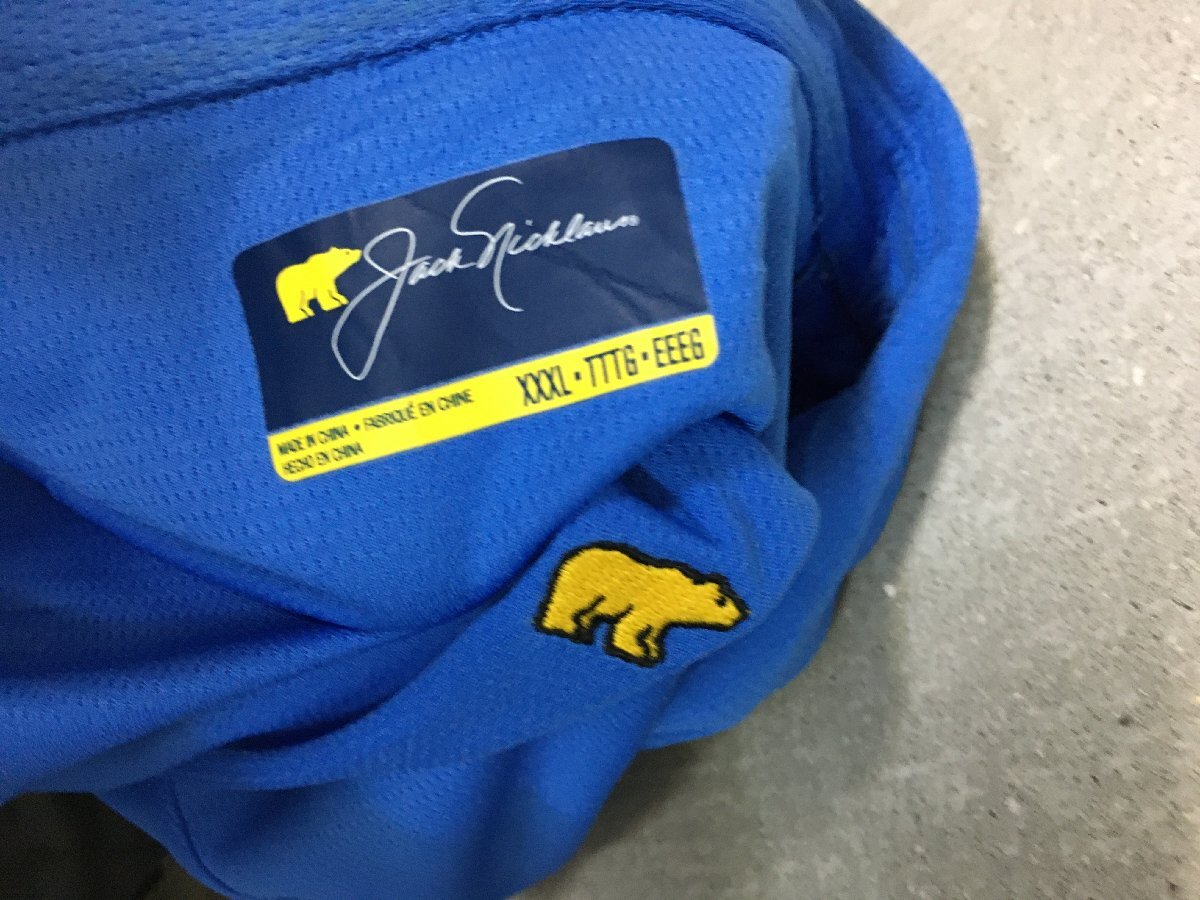 Jack Nicklaus
XXXL • TTTG • EEEG
MADE IN CHINA • FABRIQUÉ EN CHINE
HECHO EN CHINA